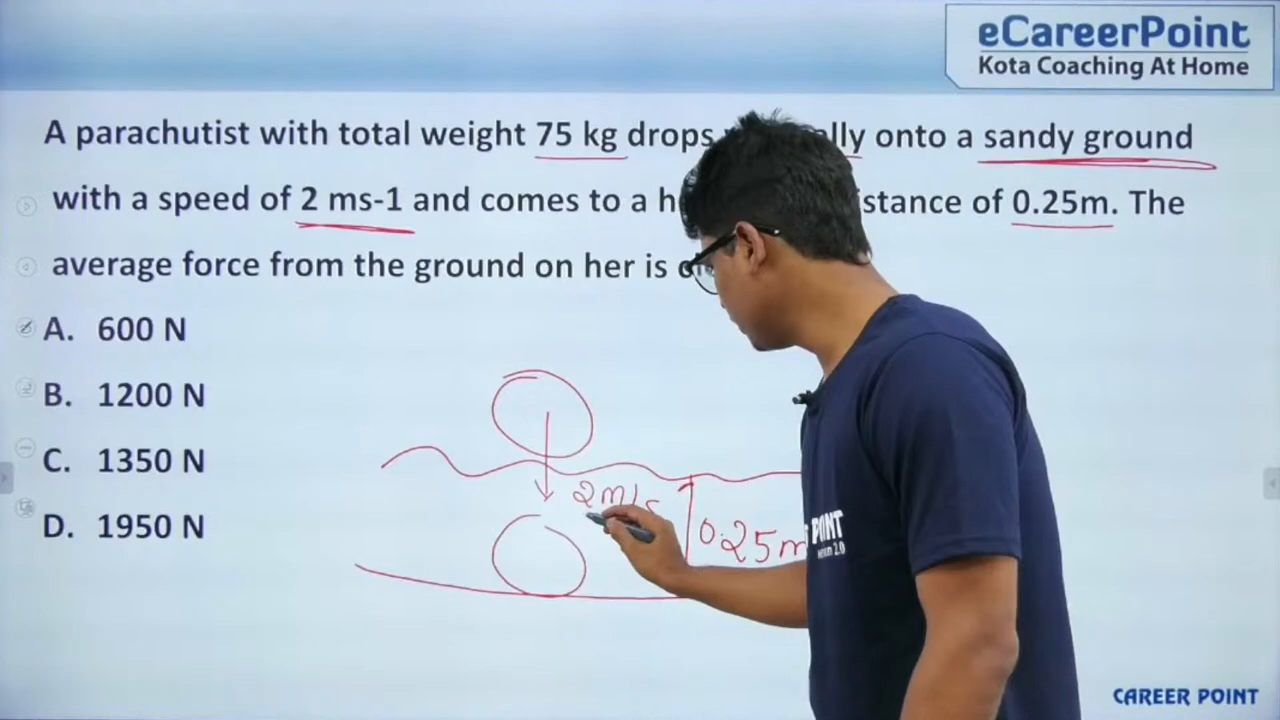 eCareerPoint
Kota Coaching At Home
A parachutist with total weight 75 kg drops onto a sandy ground
with a speed of 2 ms-1 and comes to a of 0.25m. The
average force from the ground on her is
A. 600 N
B. 1200 N
C. 1350 N
D. 1950 N
2m/s
0.25m
POINT
CAREER POINT